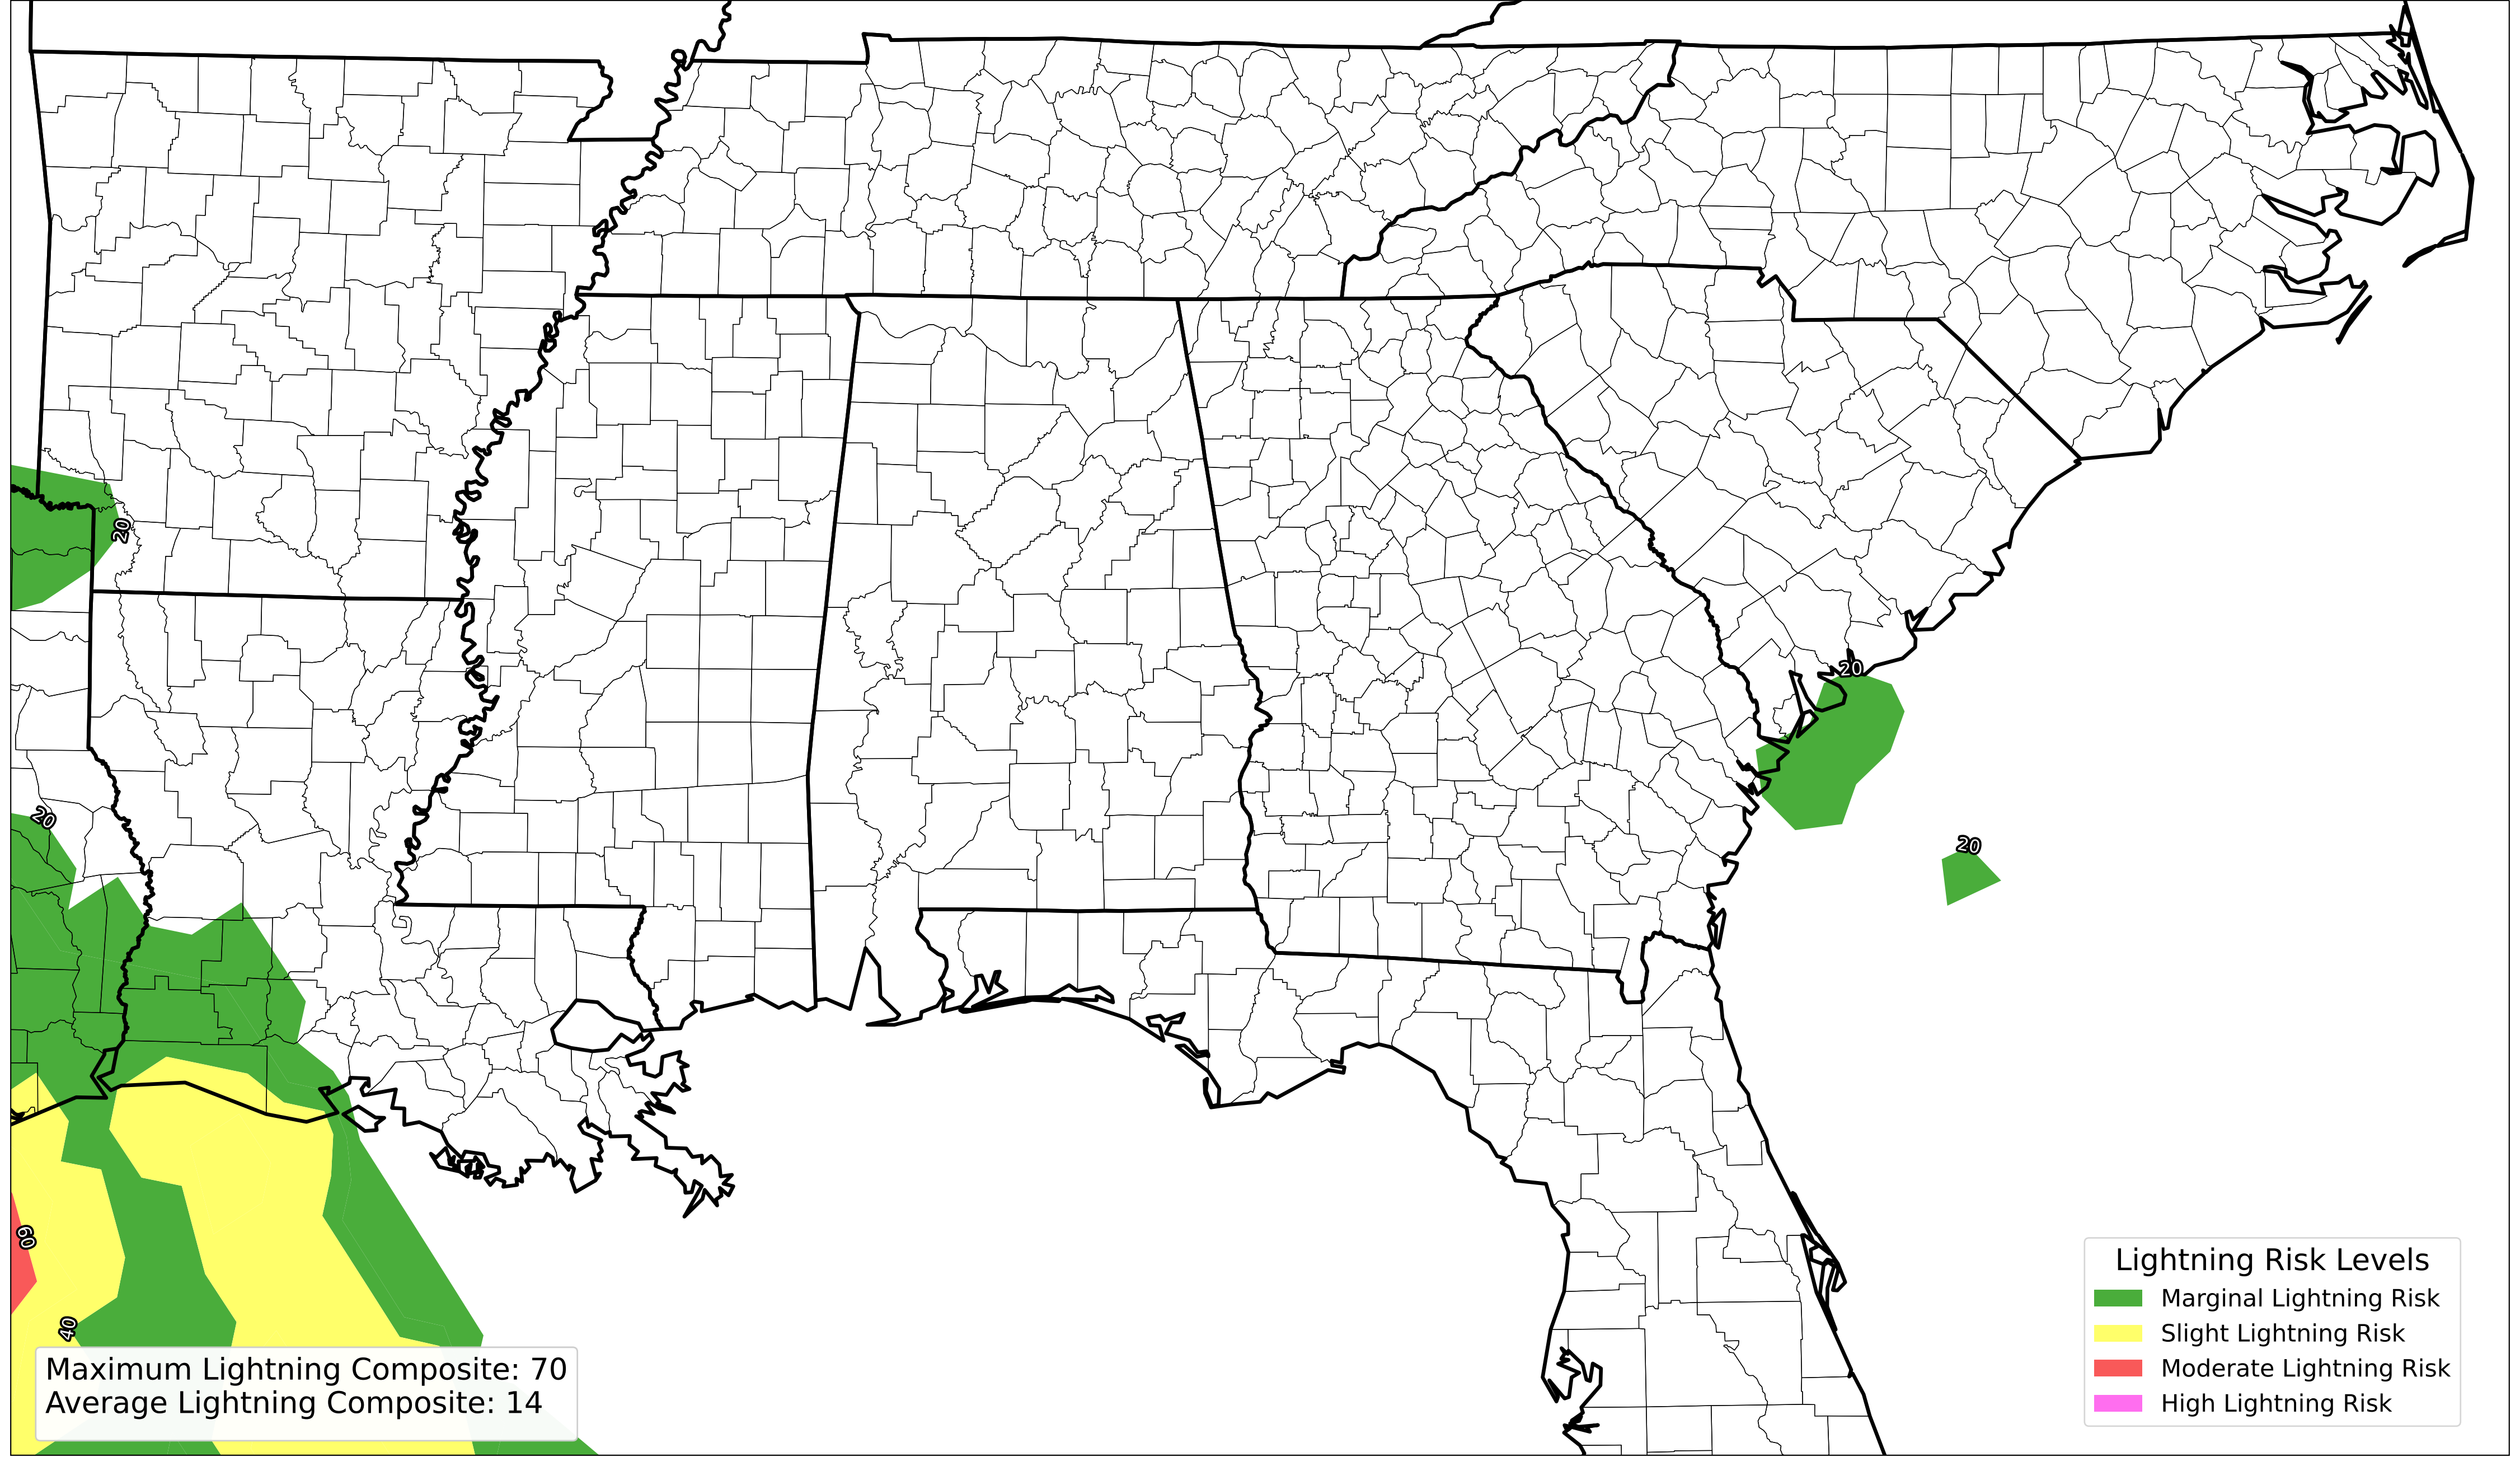 20
20
20
20
60
40
Maximum Lightning Composite: 70
Average Lightning Composite: 14
Lightning Risk Levels
Marginal Lightning Risk
Slight Lightning Risk
Moderate Lightning Risk
High Lightning Risk